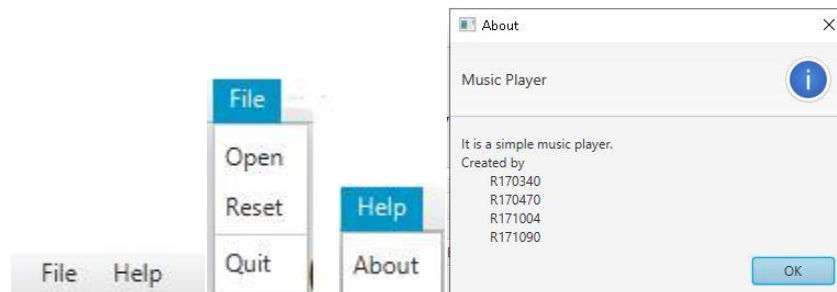 File Help
File
Open
Reset
Quit
Help
About
About
Music Player
It is a simple music player.
Created by
R170340
R170470
R171004
R171090
OK